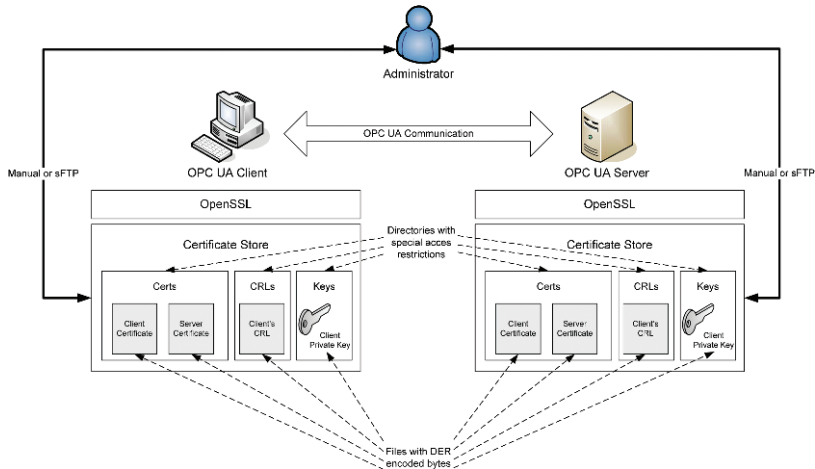 Administrator
OPC UA Communication
OPC UA Client
OPC UA Server
Manual or sFTP
Manual or sFTP
OpenSSL
OpenSSL
Directories with
special acces
restrictions
Certificate Store
Certificate Store
Certs
CRLs
Keys
Certs
CRLs
Keys
Client
Certificate
Server
Certificate
Client's
CRL
Client
Private Key
Client
Certificate
Server
Certificate
Client's
CRL
Client
Private Key
Files with DER
encoded bytes